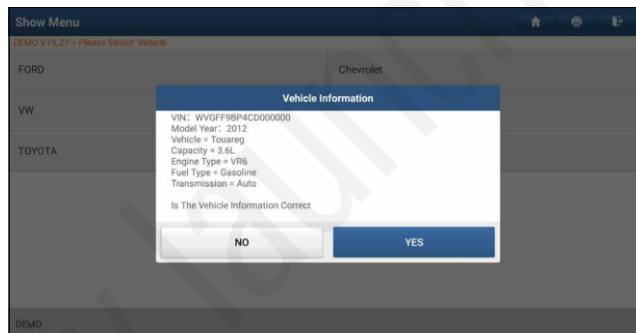 Show Menu
DEMO V15.27 > Please Select Vehicle
FORD
Chevrolet
VW
TOYOTA
Vehicle Information
VIN: WVGFF9BP4CD000000
Model Year: 2012
Vehicle = Touareg
Capacity = 3.6L
Engine Type = VR6
Fuel Type = Gasoline
Transmission = Auto
Is The Vehicle Information Correct
NO
YES
DEMO